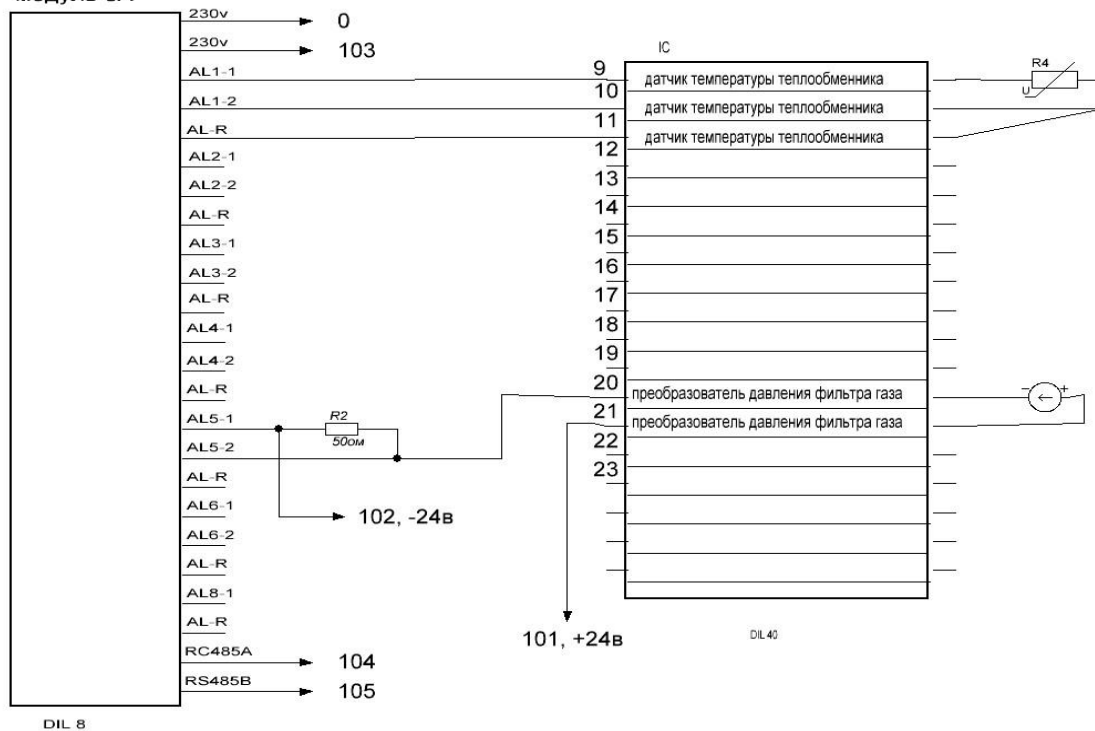 230v
0
230v
103
AL1-1
AL1-2
AL-R
AL2-1
AL2-2
AL-R
AL3-1
AL3-2
AL-R
AL4-1
AL4-2
AL-R
AL5-1
AL5-2
AL-R
AL6-1
AL6-2
AL-R
AL8-1
AL-R
RC485A
104
RS485B
105
DIL 8
R2
50ом
102, -24в
101, +24в
IC
9
датчик температуры теплообменника
10
датчик температуры теплообменника
11
датчик температуры теплообменника
12
13
14
15
16
17
18
19
20
преобразователь давления фильтра газа
21
преобразователь давления фильтра газа
22
23
DIL 40
R4
U
- +